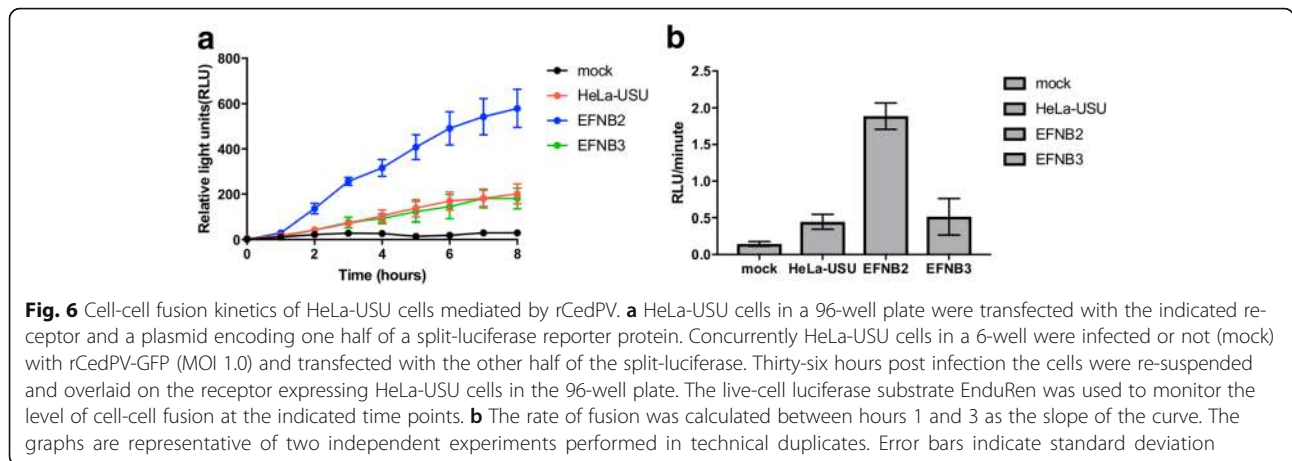 a
800
600
400
200
0
Relative light units(RLU)
0 2 4 6 8
Time (hours)
mock
HeLa-USU
EFNB2
EFNB3
b
2.5
2.0
1.5
1.0
0.5
0.0
RLU/minute
mock HeLa-USU EFNB2 EFNB3
mock
HeLa-USU
EFNB2
EFNB3
Fig. 6 Cell-cell fusion kinetics of HeLa-USU cells mediated by rCedPV. a HeLa-USU cells in a 96-well plate were transfected with the indicated re-
ceptor and a plasmid encoding one half of a split-luciferase reporter protein. Concurrently HeLa-USU cells in a 6-well were infected or not (mock)
with rCedPV-GFP (MOI 1.0) and transfected with the other half of the split-luciferase. Thirty-six hours post infection the cells were re-suspended
and overlaid on the receptor expressing HeLa-USU cells in the 96-well plate. The live-cell luciferase substrate EnduRen was used to monitor the
level of cell-cell fusion at the indicated time points. b The rate of fusion was calculated between hours 1 and 3 as the slope of the curve. The
graphs are representative of two independent experiments performed in technical duplicates. Error bars indicate standard deviation